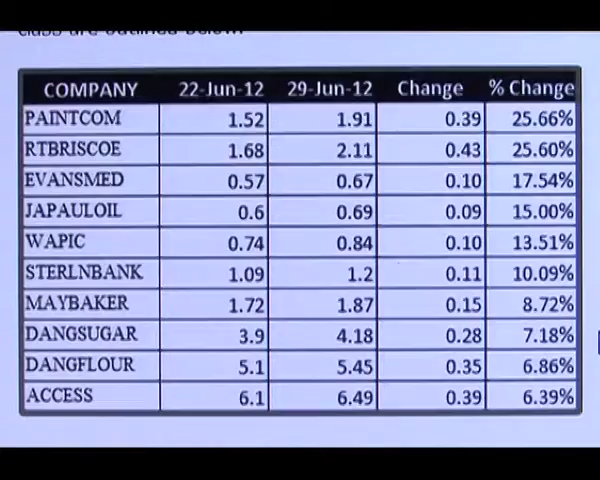 class are outlined below:
COMPANY 22-Jun-12 29-Jun-12 Change % Change
PAINTCOM 1.52 1.91 0.39 25.66%
RTBRISCOE 1.68 2.11 0.43 25.60%
EVANSMED 0.57 0.67 0.10 17.54%
JAPAULOIL 0.6 0.69 0.09 15.00%
WAPIC 0.74 0.84 0.10 13.51%
STERLNBANK 1.09 1.2 0.11 10.09%
MAYBAKER 1.72 1.87 0.15 8.72%
DANGSUGAR 3.9 4.18 0.28 7.18%
DANGFLOUR 5.1 5.45 0.35 6.86%
ACCESS 6.1 6.49 0.39 6.39%